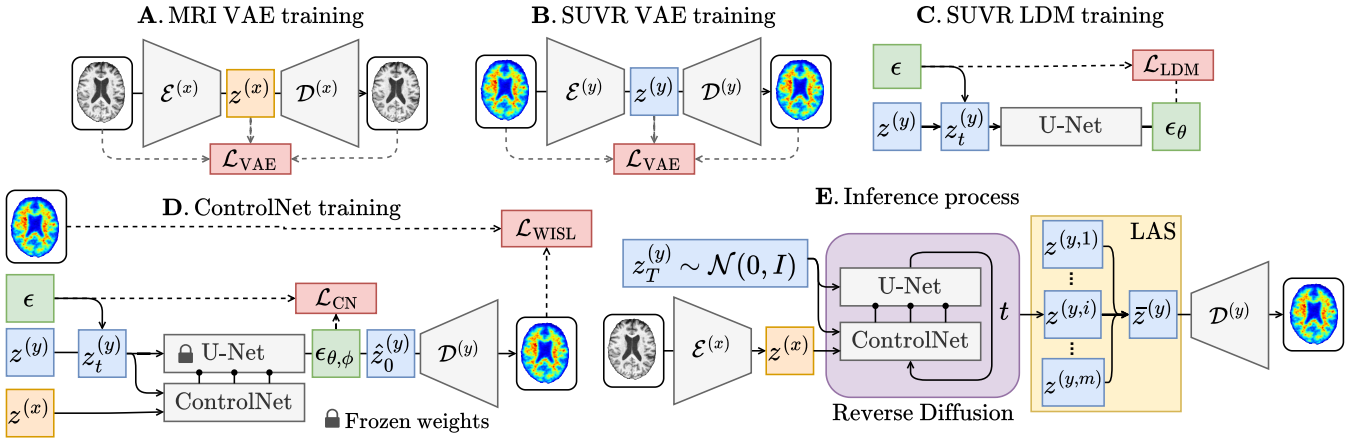 A. MRI VAE training
ℰ^(x)
z^(x)
𝒟^(x)
ℒ_VAE
B. SUVR VAE training
ℰ^(y)
z^(y)
𝒟^(y)
ℒ_VAE
C. SUVR LDM training
ϵ
ℒ_LDM
z^(y)
z_t^(y)
U-Net
ϵ_θ
D. ControlNet training
ℒ_WISL
ϵ
ℒ_CN
z^(y)
z_t^(y)
U-Net
ϵ_θ,ϕ
z̃_0^(y)
𝒟^(y)
z^(x)
ControlNet
Frozen weights
E. Inference process
z_T^(y) ∼ 𝒩(0, I)
ℰ^(x)
z^(x)
U-Net
ControlNet
t
Reverse Diffusion
LAS
z^(y,1)
⋮
z^(y,i)
⋮
z^(y,m)
z̄^(y)
𝒟^(y)